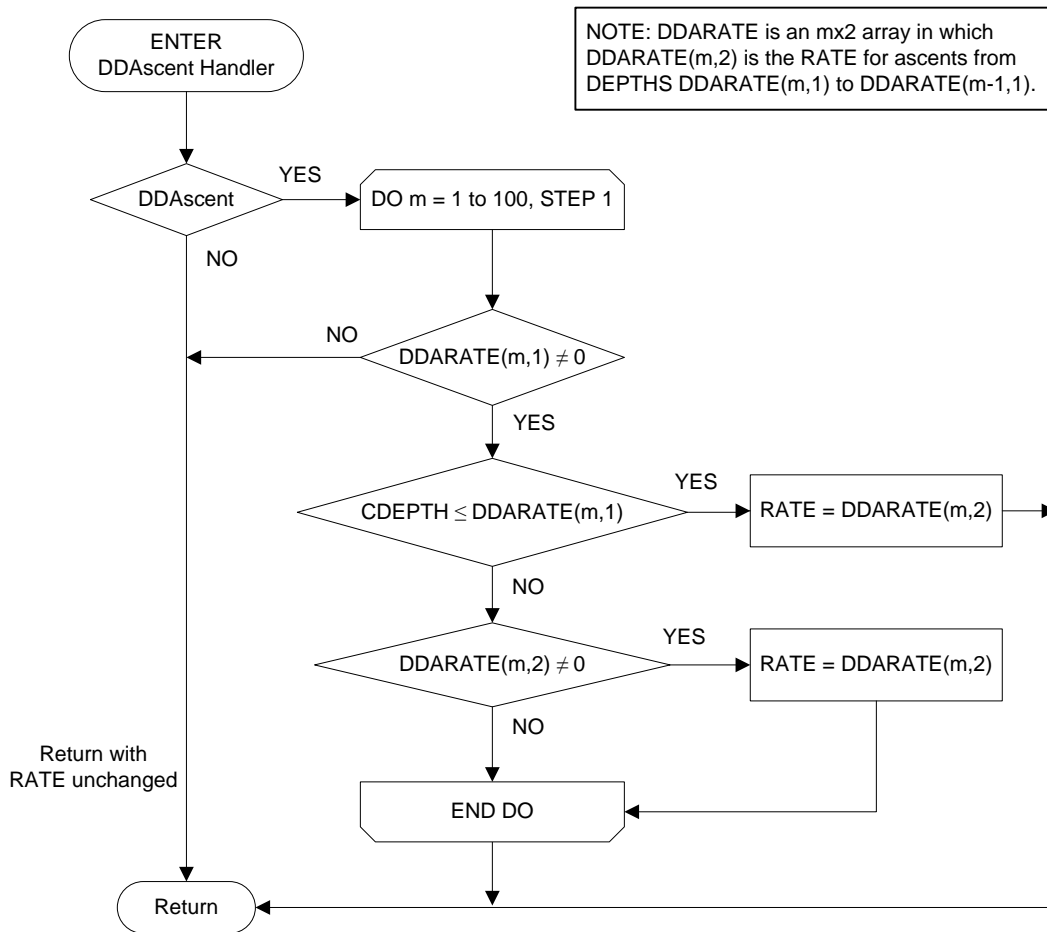 ENTER
DDAscent Handler
NOTE: DDARATE is an mx2 array in which
DDARATE(m,2) is the RATE for ascents from
DEPTHS DDARATE(m,1) to DDARATE(m-1,1).
DDAscent
YES
DO m = 1 to 100, STEP 1
NO
NO
DDARATE(m,1) ≠ 0
YES
CDEPTH ≤ DDARATE(m,1)
YES
RATE = DDARATE(m,2)
NO
DDARATE(m,2) ≠ 0
YES
RATE = DDARATE(m,2)
NO
Return with
RATE unchanged
END DO
Return